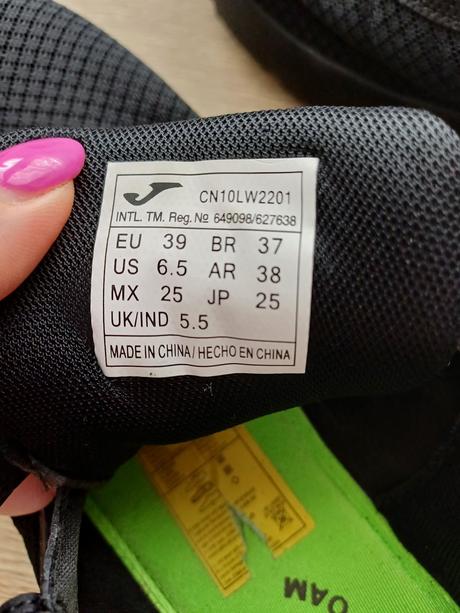 CN10LW2201
INTL. TM. Reg. № 649098/627638
EU 39 BR 37
US 6.5 AR 38
MX 25 JP 25
UK/IND 5.5
MADE IN CHINA/HECHO EN CHINA
OAM